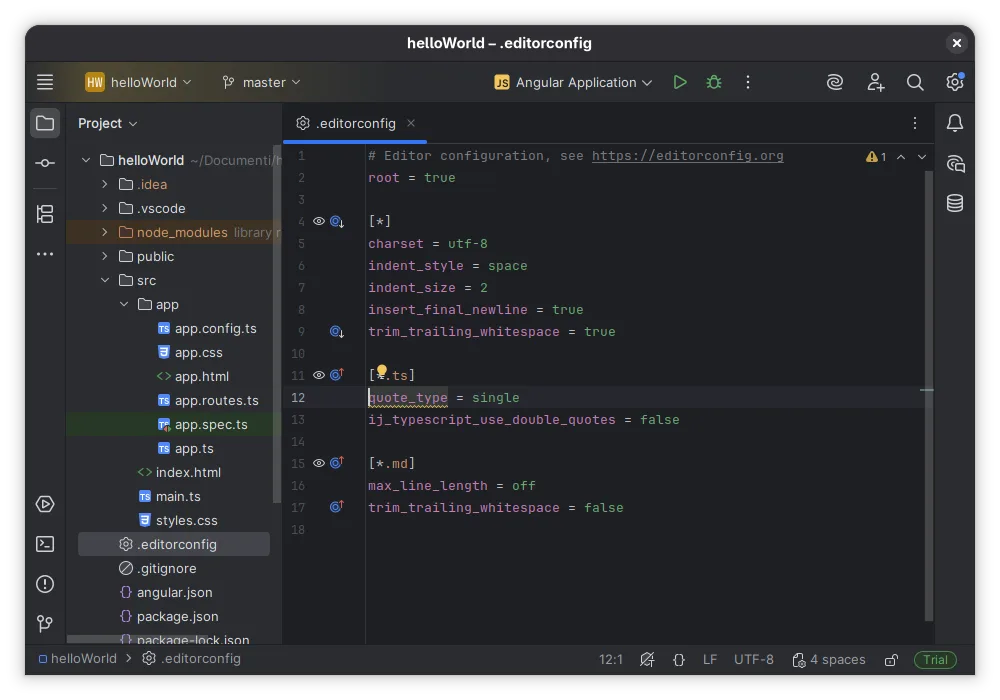 helloWorld – .editorconfig
HW helloWorld master JS Angular Application
Project
.editorconfig
helloWorld ~/Documenti/h
.idea
.vscode
node_modules library r
public
src
app
TS app.config.ts
app.css
<> app.html
TS app.routes.ts
app.spec.ts
TS app.ts
<> index.html
TS main.ts
styles.css
.editorconfig
.gitignore
{} angular.json
{} package.json
{} package-lock.json
1 # Editor configuration, see https://editorconfig.org
1
2 root = true
3
4 [*]
5 charset = utf-8
6 indent_style = space
7 indent_size = 2
8 insert_final_newline = true
9 trim_trailing_whitespace = true
10
11 [*.ts]
12 quote_type = single
13 ij_typescript_use_double_quotes = false
14
15 [*.md]
16 max_line_length = off
17 trim_trailing_whitespace = false
18
helloWorld > .editorconfig
12:1 {} LF UTF-8 4 spaces Trial